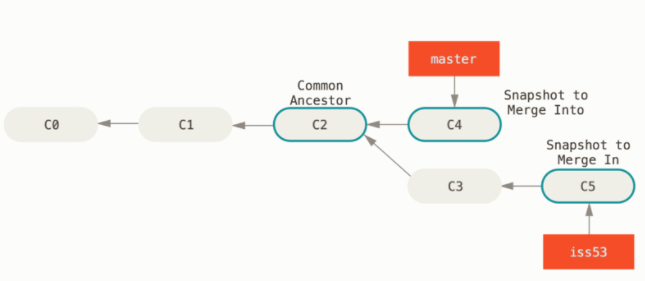 master
Common
Ancestor
Snapshot to
Merge Into
C0
C1
C2
C4
Snapshot to
Merge In
C3
C5
iss53